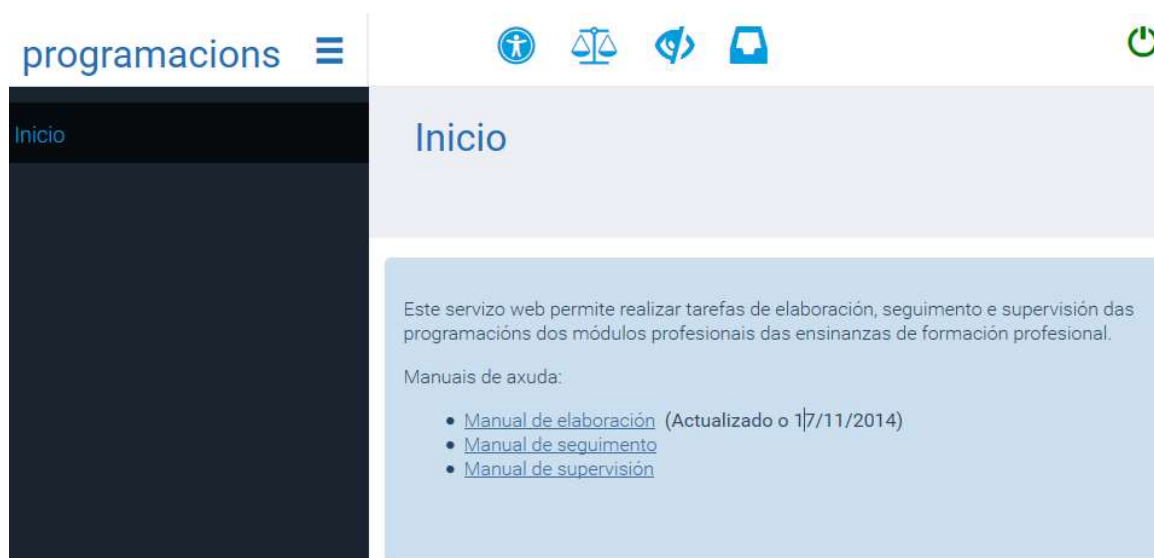 programacions
Inicio
Inicio
Este servizo web permite realizar tarefas de elaboración, seguimento e supervisión das
programacións dos módulos profesionais das ensinanzas de formación profesional.
Manuais de axuda:
Manual de elaboración (Actualizado o 17/11/2014)
Manual de seguimento
Manual de supervisión